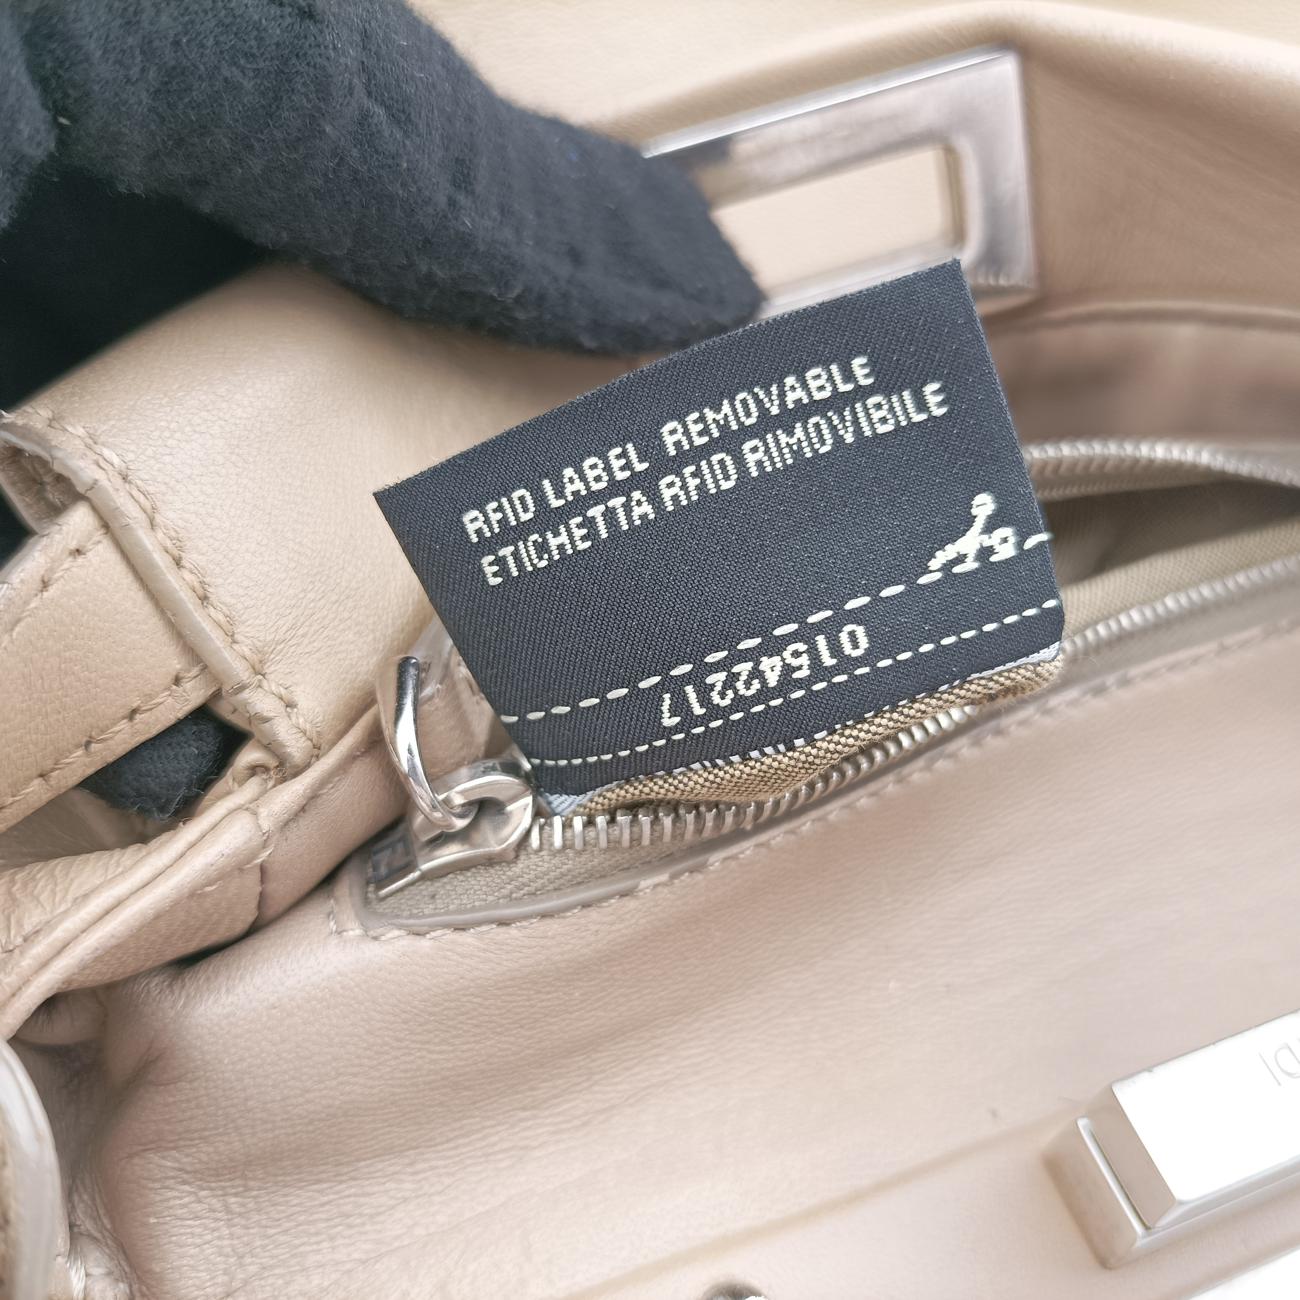 RFID LABEL REMOVABLE
ETICHETTA RFID RIMOVIBILE
01542217